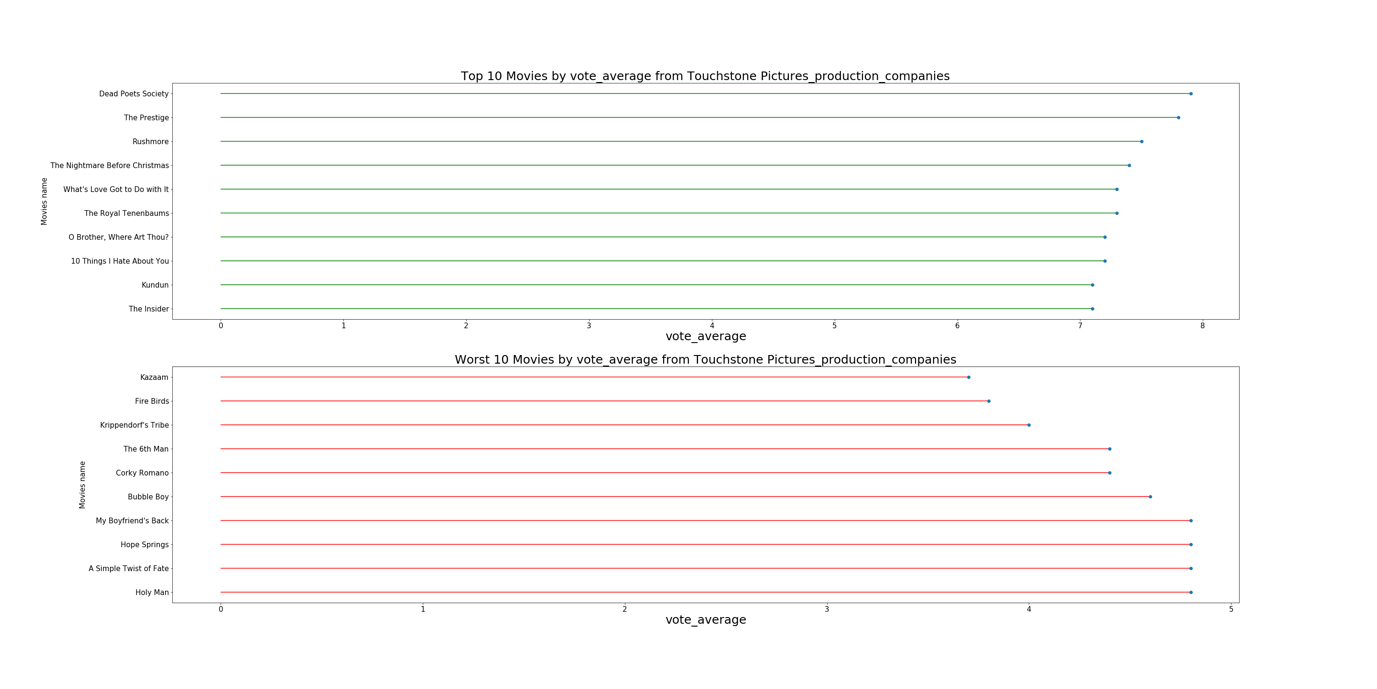 Top 10 Movies by vote_average from Touchstone Pictures_production_companies
Movies name
Dead Poets Society
The Prestige
Rushmore
The Nightmare Before Christmas
What's Love Got to Do with It
The Royal Tenenbaums
O Brother, Where Art Thou?
10 Things I Hate About You
Kundun
The Insider
0 1 2 3 4 5 6 7 8
vote_average
Worst 10 Movies by vote_average from Touchstone Pictures_production_companies
Movies name
Kazaam
Fire Birds
Krippendorf's Tribe
The 6th Man
Corky Romano
Bubble Boy
My Boyfriend's Back
Hope Springs
A Simple Twist of Fate
Holy Man
0 1 2 3 4 5
vote_average